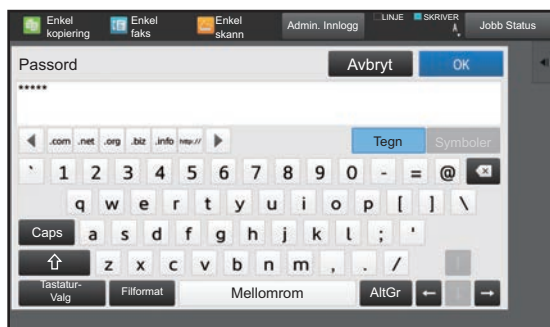 Enkel kopiering
Enkel faks
Enkel skann
Admin. Innlogg
LINJE
SKRIVER
Jobb Status
Passord
Avbryt
OK
*****
.com .net .org .biz .info http://
Tegn
Symboler
` 1 2 3 4 5 6 7 8 9 0 - = @
q w e r t y u i o p [ ] \
Caps a s d f g h j k l ; '
z x c v b n m , . /
Tastatur-Valg
Filformat
Mellomrom
AltGr